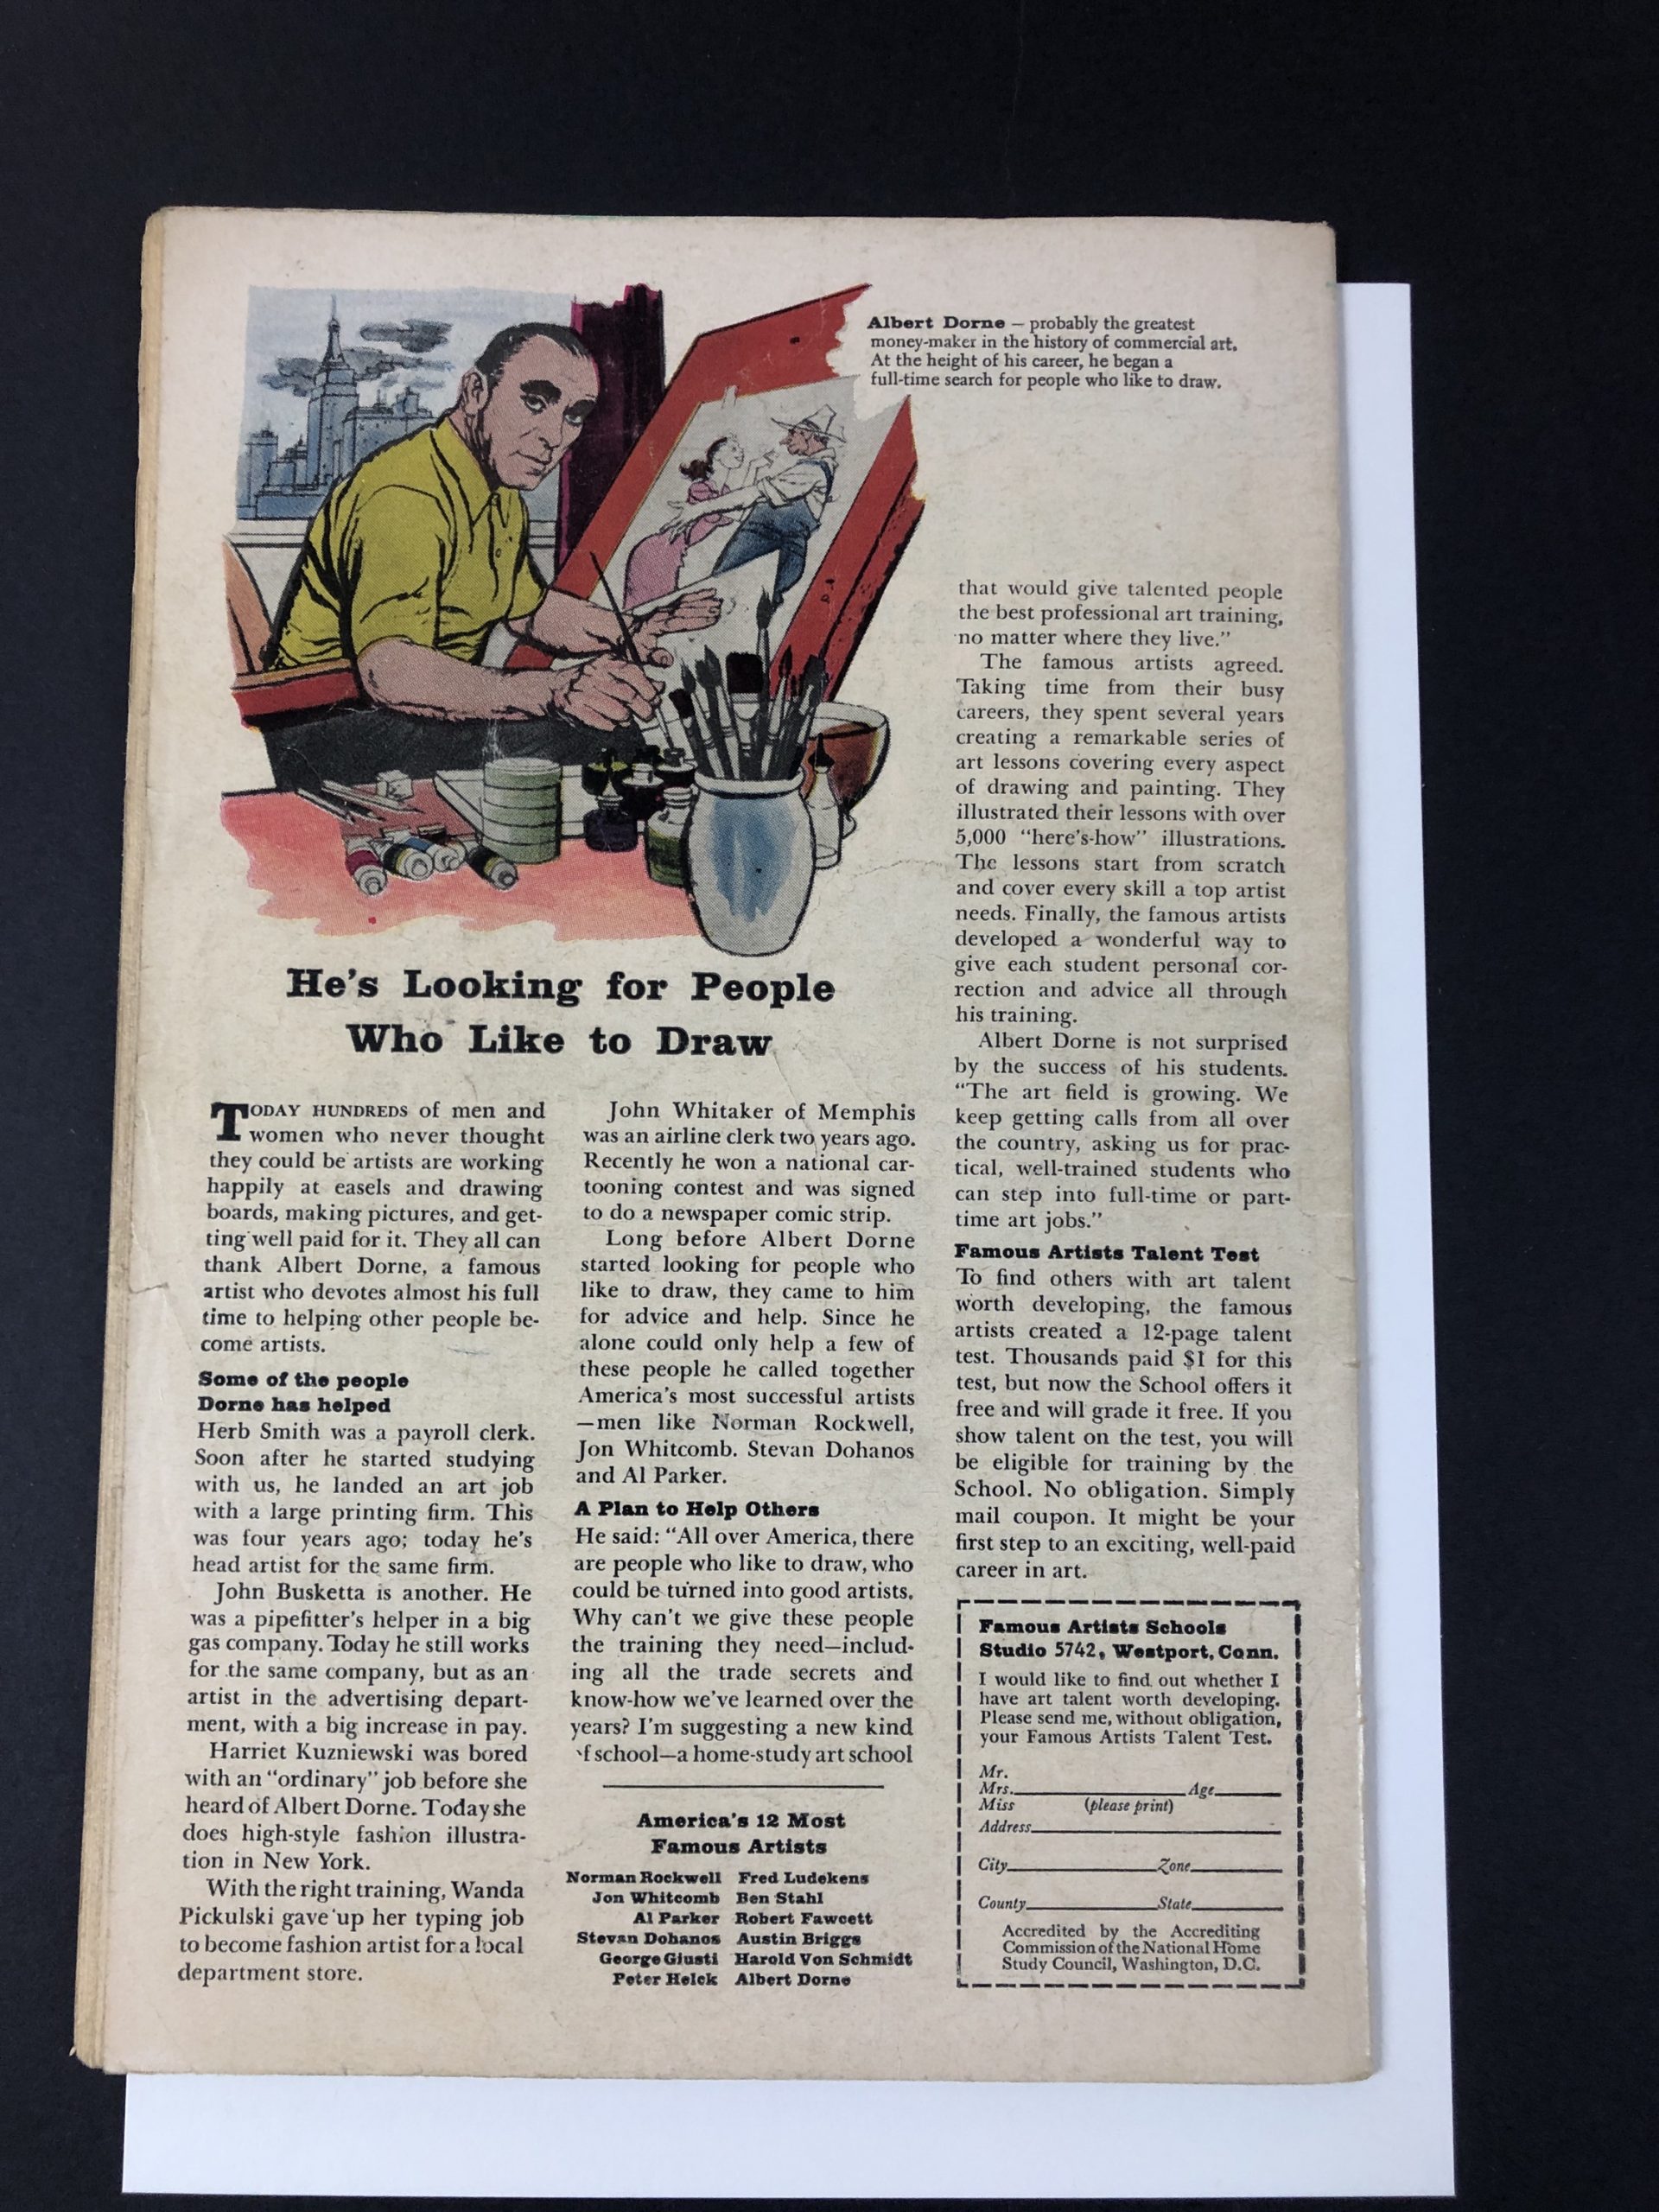 Albert Dorne – probably the greatest
money-maker in the history of commercial art.
At the height of his career, he began a
full-time search for people who like to draw.
He's Looking for People
Who Like to Draw
TODAY HUNDREDS of men and
women who never thought
they could be artists are working
happily at easels and drawing
boards, making pictures, and get-
ting well paid for it. They all can
thank Albert Dorne, a famous
artist who devotes almost his full
time to helping other people be-
come artists.
Some of the people
Dorne has helped
Herb Smith was a payroll clerk.
Soon after he started studying
with us, he landed an art job
with a large printing firm. This
was four years ago; today he's
head artist for the same firm.
John Busketta is another. He
was a pipefitter's helper in a big
gas company. Today he still works
for the same company, but as an
artist in the advertising depart-
ment, with a big increase in pay.
Harriet Kuzniewski was bored
with an "ordinary" job before she
heard of Albert Dorne. Today she
does high-style fashion illustra-
tion in New York.
With the right training, Wanda
Pickulski gave up her typing job
to become fashion artist for a local
department store.
John Whitaker of Memphis
was an airline clerk two years ago.
Recently he won a national car-
tooning contest and was signed
to do a newspaper comic strip.
Long before Albert Dorne
started looking for people who
like to draw, they came to him
for advice and help. Since he
alone could only help a few of
these people he called together
America's most successful artists
—men like Norman Rockwell,
Jon Whitcomb. Stevan Dohanos
and Al Parker.
A Plan to Help Others
He said: "All over America, there
are people who like to draw, who
could be turned into good artists.
Why can't we give these people
the training they need—includ-
ing all the trade secrets and
know-how we've learned over the
years? I'm suggesting a new kind
of school—a home-study art school
America's 12 Most
Famous Artists
Norman Rockwell Fred Ludekens
Jon Whitcomb Ben Stahl
Al Parker Robert Fawcett
Stevan Dohanos Austin Briggs
George Giusti Harold Von Schmidt
Peter Helck Albert Dorne
that would give talented people
the best professional art training,
no matter where they live."
The famous artists agreed.
Taking time from their busy
careers, they spent several years
creating a remarkable series of
art lessons covering every aspect
of drawing and painting. They
illustrated their lessons with over
5,000 "here's-how" illustrations.
The lessons start from scratch
and cover every skill a top artist
needs. Finally, the famous artists
developed a wonderful way to
give each student personal cor-
rection and advice all through
his training.
Albert Dorne is not surprised
by the success of his students.
"The art field is growing. We
keep getting calls from all over
the country, asking us for prac-
tical, well-trained students who
can step into full-time or part-
time art jobs."
Famous Artists Talent Test
To find others with art talent
worth developing, the famous
artists created a 12-page talent
test. Thousands paid $1 for this
test, but now the School offers it
free and will grade it free. If you
show talent on the test, you will
be eligible for training by the
School. No obligation. Simply
mail coupon. It might be your
first step to an exciting, well-paid
career in art.
Famous Artists Schools
Studio 5742, Westport, Conn.
I would like to find out whether I
have art talent worth developing.
Please send me, without obligation,
your Famous Artists Talent Test.
Mr.
Mrs. Age
Miss (please print)
Address
City Zone
County State
Accredited by the Accrediting
Commission of the National Home
Study Council, Washington, D.C.